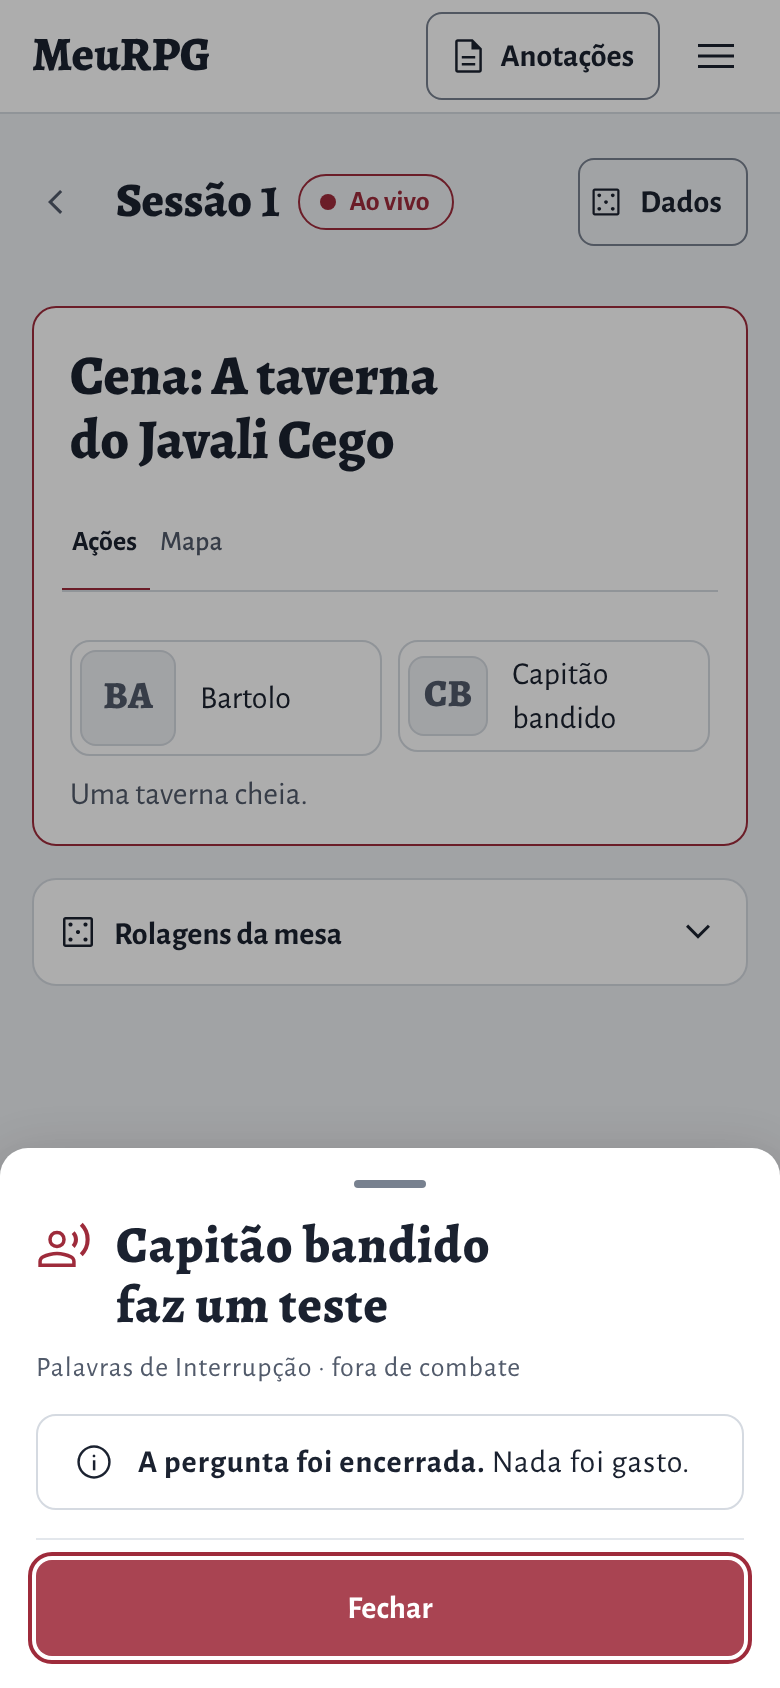 MeuRPG
Anotações
Sessão 1
Ao vivo
Dados
Cena: A taverna
do Javali Cego
Ações
Mapa
BA
Bartolo
CB
Capitão
bandido
Uma taverna cheia.
Rolagens da mesa
Capitão bandido
faz um teste
Palavras de Interrupção · fora de combate
A pergunta foi encerrada. Nada foi gasto.
Fechar